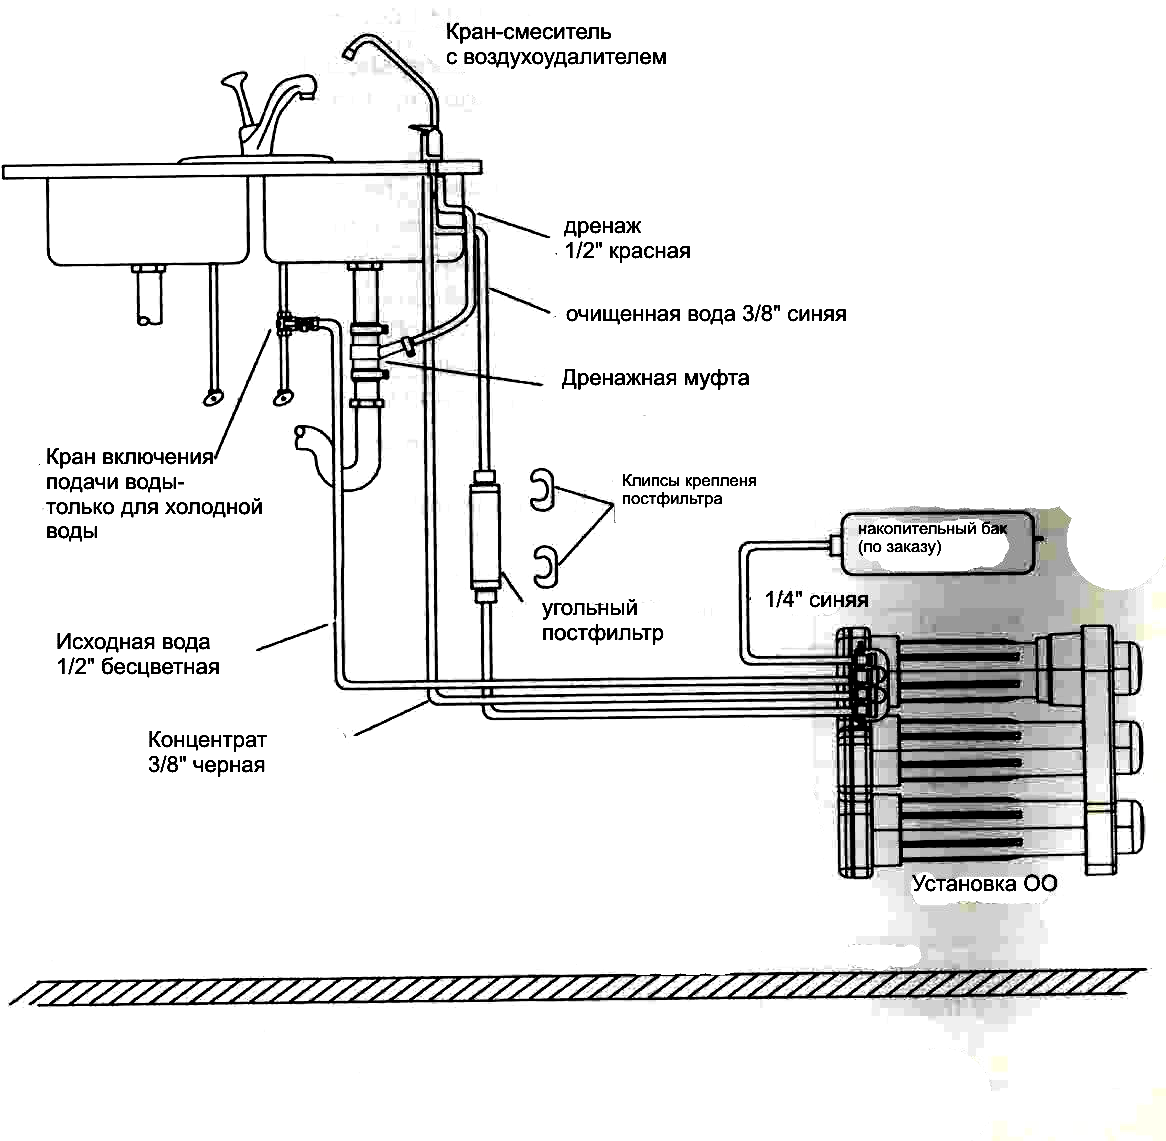 Кран-смеситель
с воздухоудалителем
дренаж
1/2" красная
очищенная вода 3/8" синяя
Дренажная муфта
Кран включения
подачи воды-
только для холодной
воды
Клипсы крепленя
постфильтра
накопительный бак
(по заказу)
1/4" синяя
угольный
постфильтр
Исходная вода
1/2" бесцветная
Концентрат
3/8" черная
Установка ОО